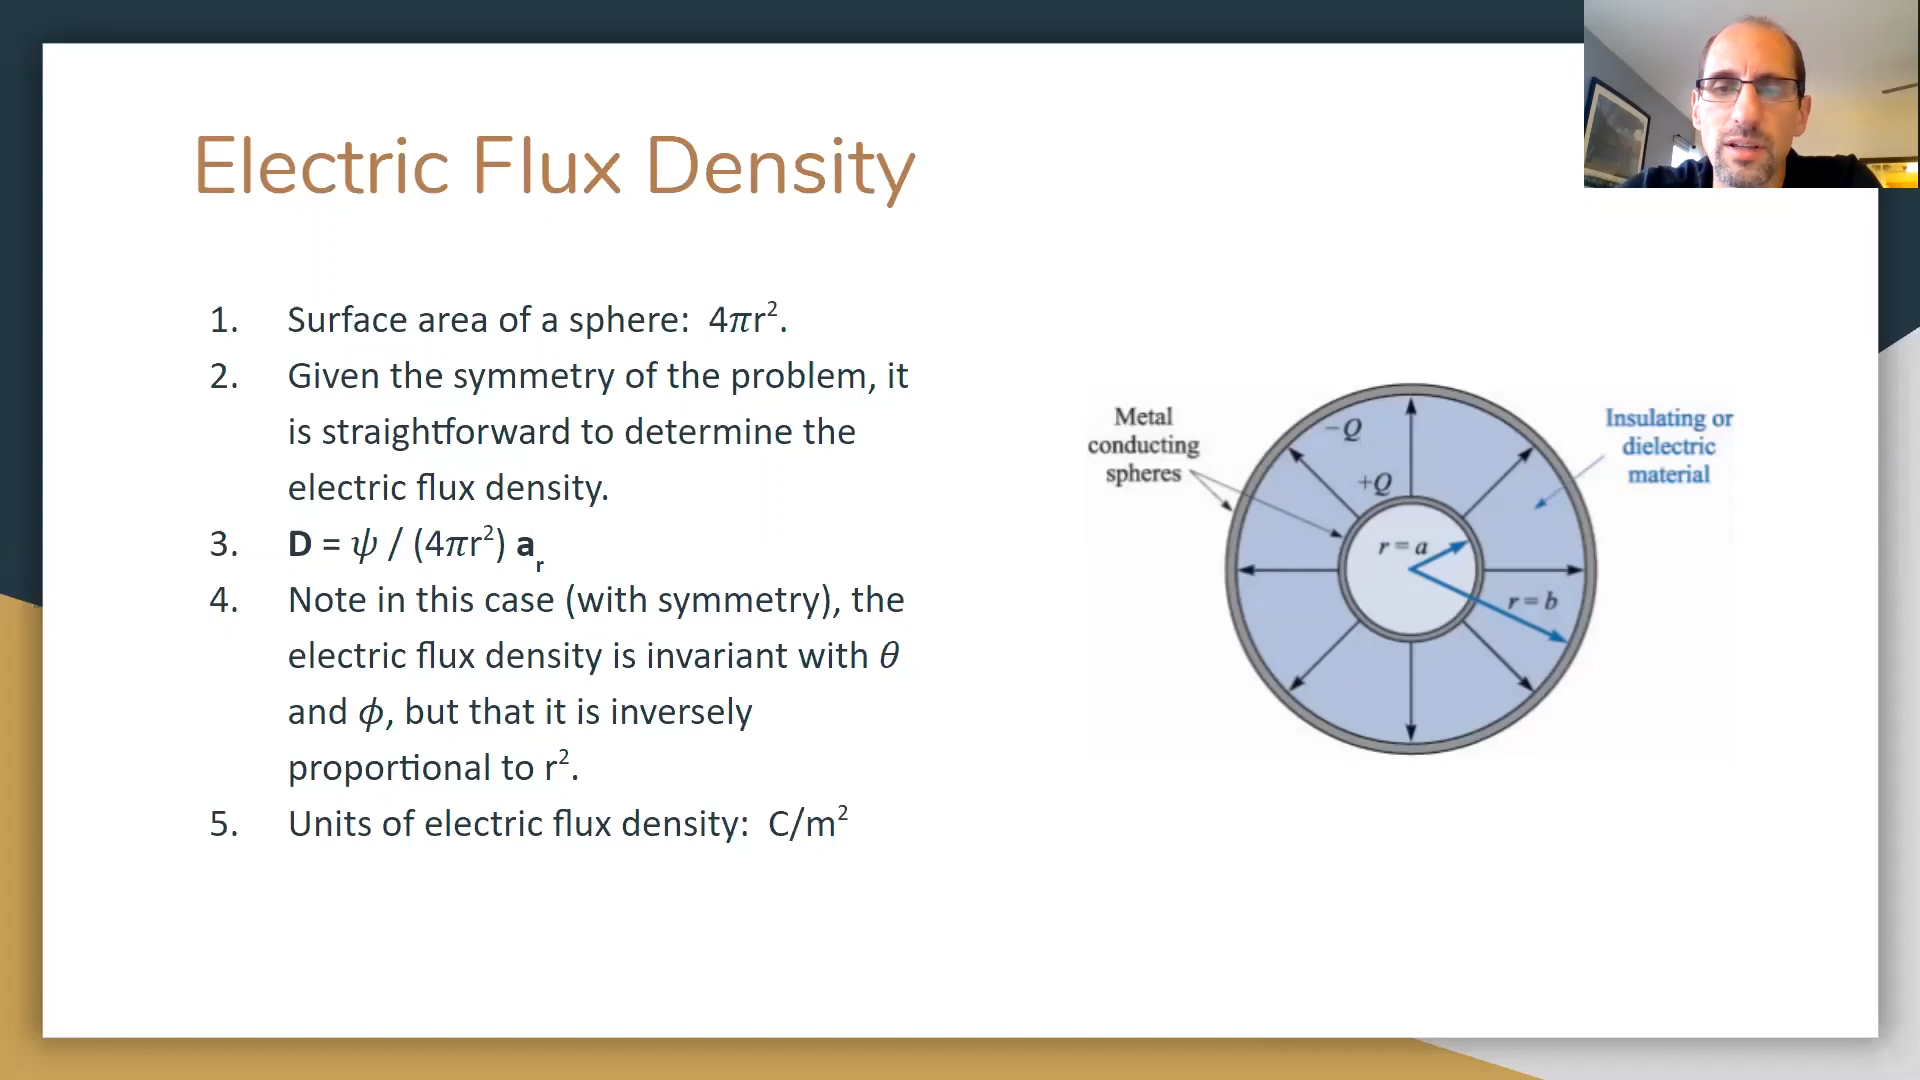 Electric Flux Density
1. Surface area of a sphere: 4πr².
2. Given the symmetry of the problem, it
is straightforward to determine the
electric flux density.
3. D = ψ / (4πr²) aᵣ
4. Note in this case (with symmetry), the
electric flux density is invariant with θ
and ϕ, but that it is inversely
proportional to r².
5. Units of electric flux density: C/m²
Metal
conducting
spheres
−Q
+Q
r = a
r = b
Insulating or
dielectric
material